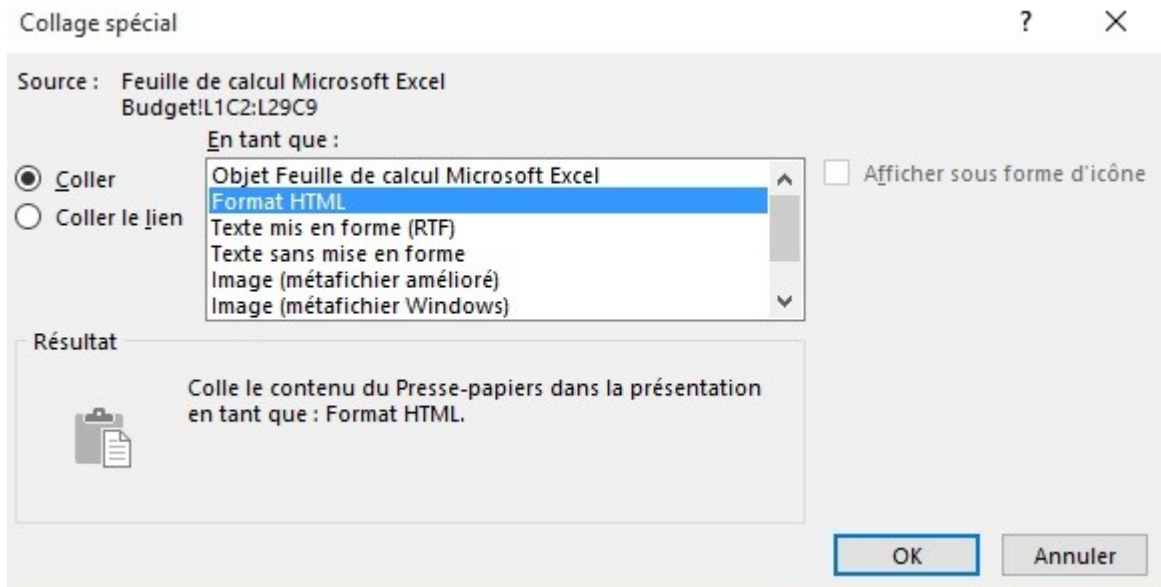 Collage spécial
?
Source : Feuille de calcul Microsoft Excel
Budget!L1C2:L29C9
En tant que :
Coller
Coller le lien
Objet Feuille de calcul Microsoft Excel
Format HTML
Texte mis en forme (RTF)
Texte sans mise en forme
Image (métafichier amélioré)
Image (métafichier Windows)
Afficher sous forme d'icône
Résultat
Colle le contenu du Presse-papiers dans la présentation
en tant que : Format HTML.
OK
Annuler